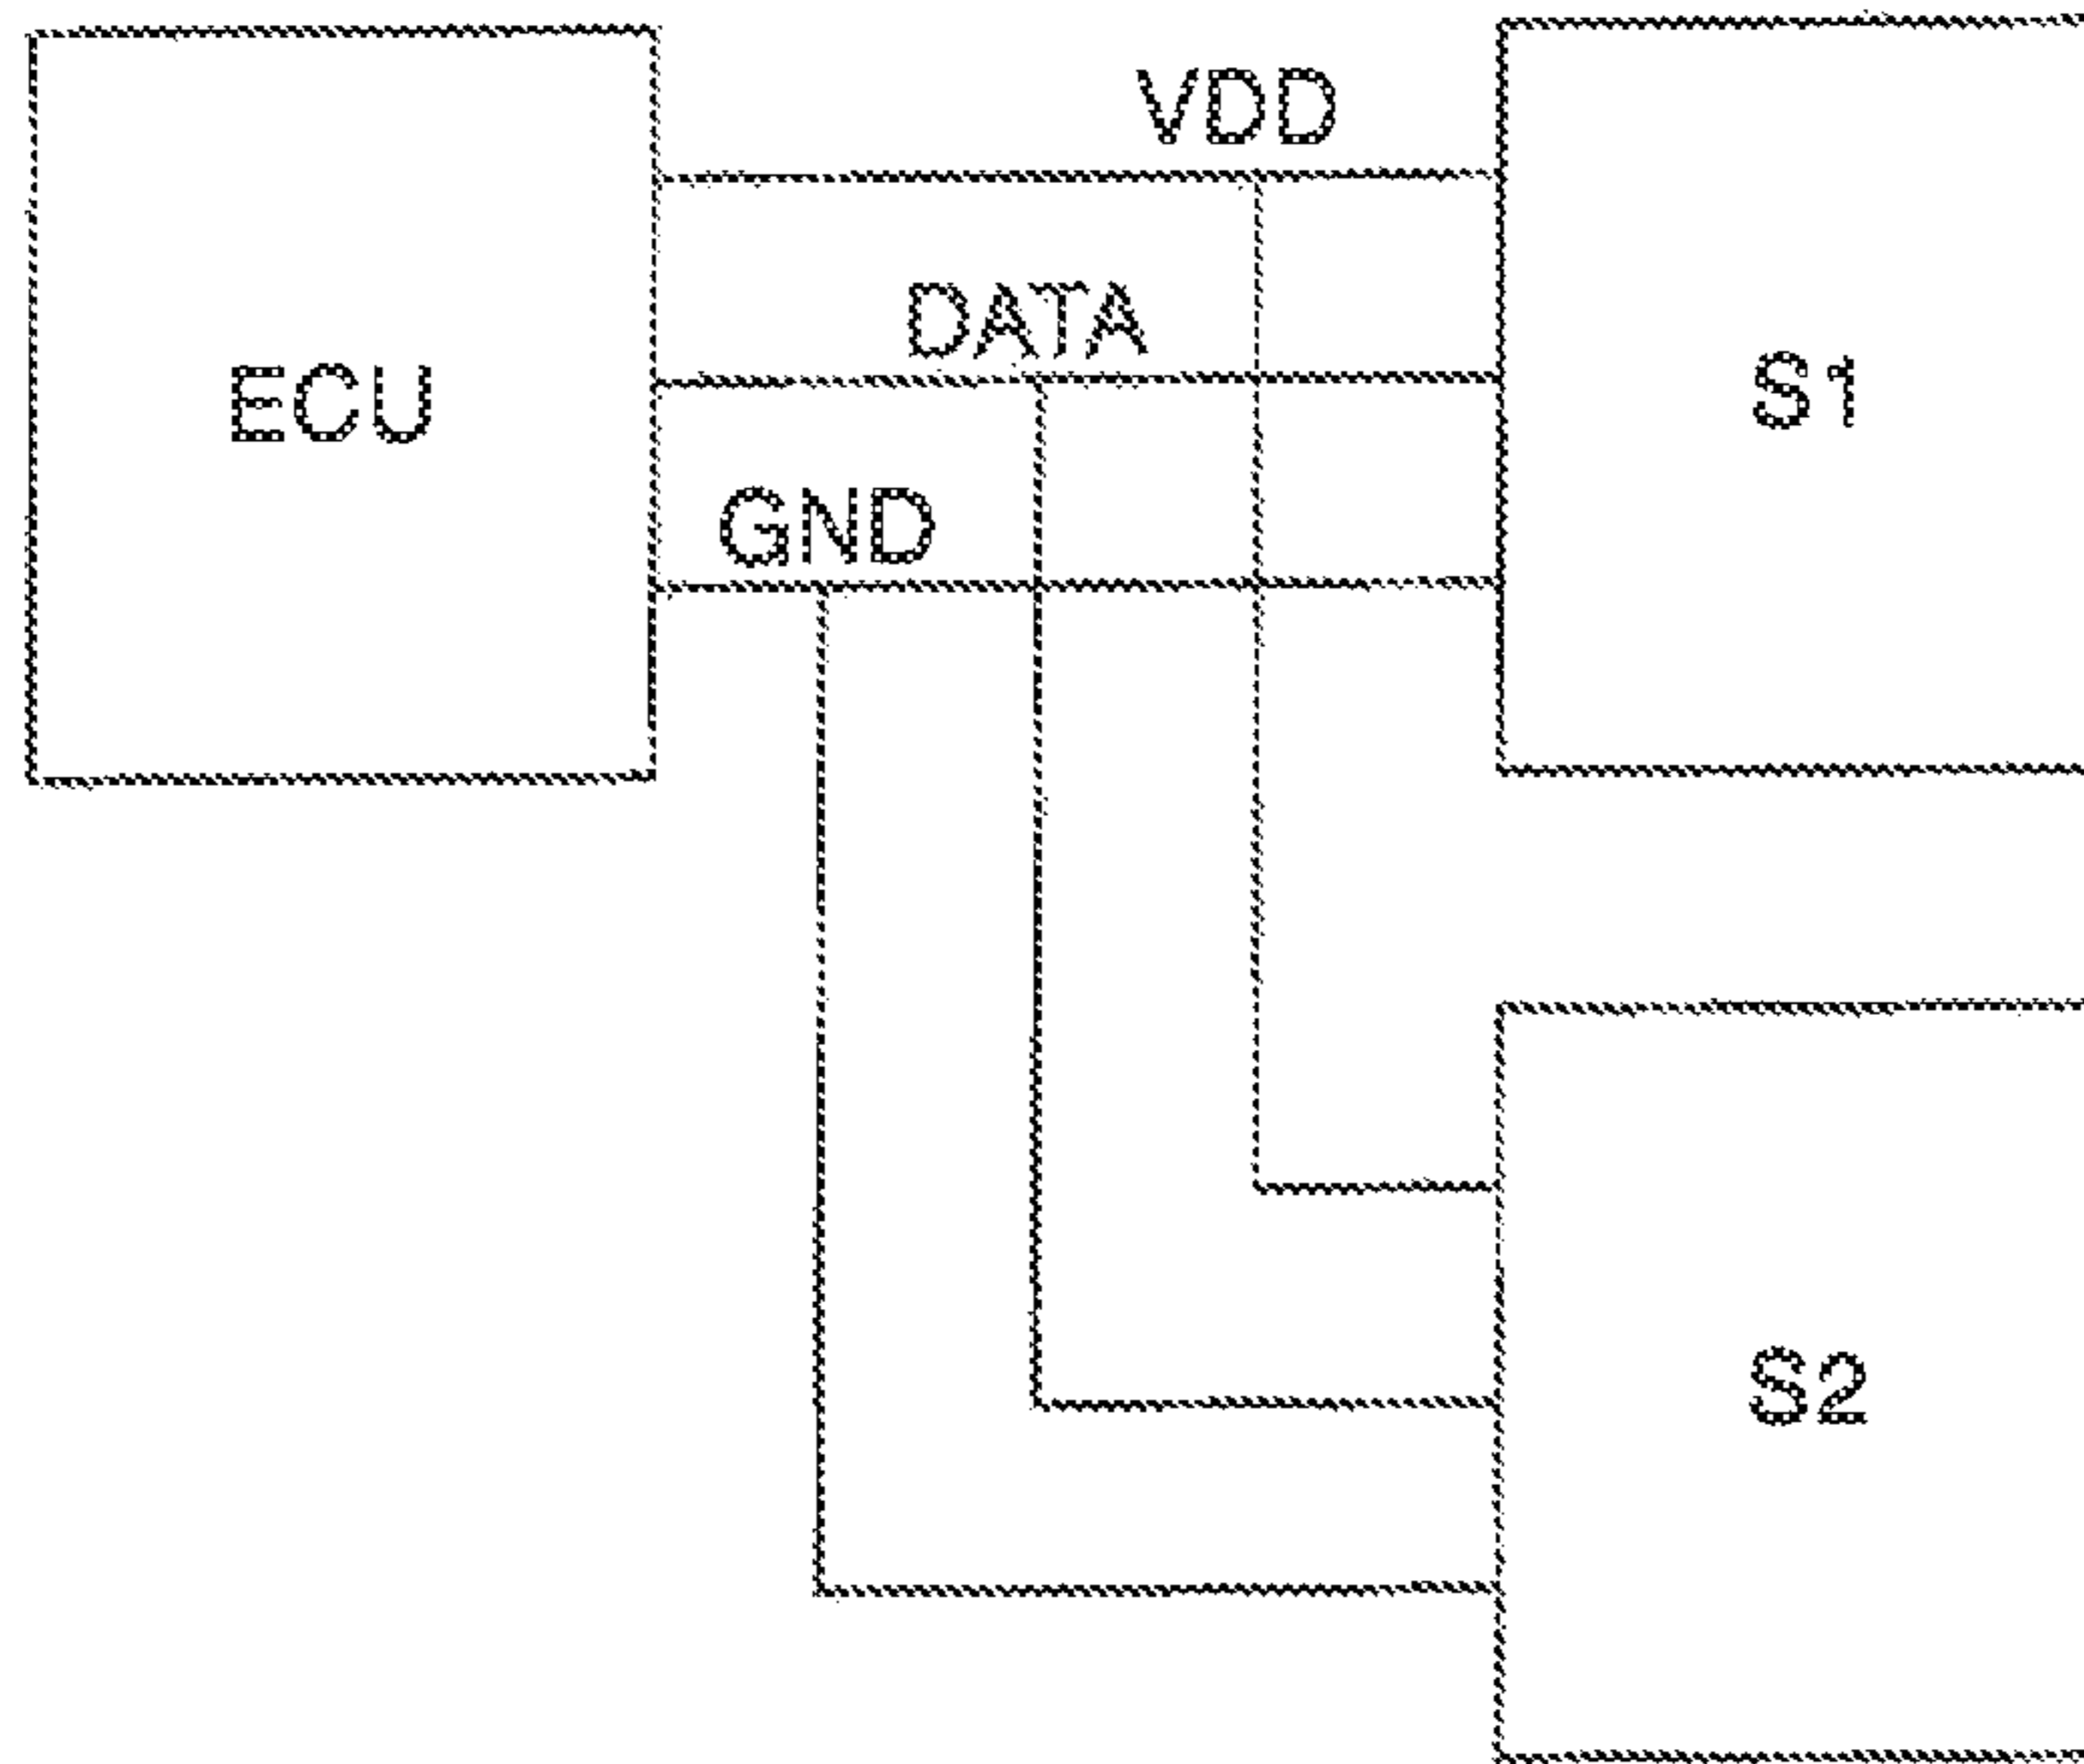 VDD
DATA
ECU
S1
GND
S2